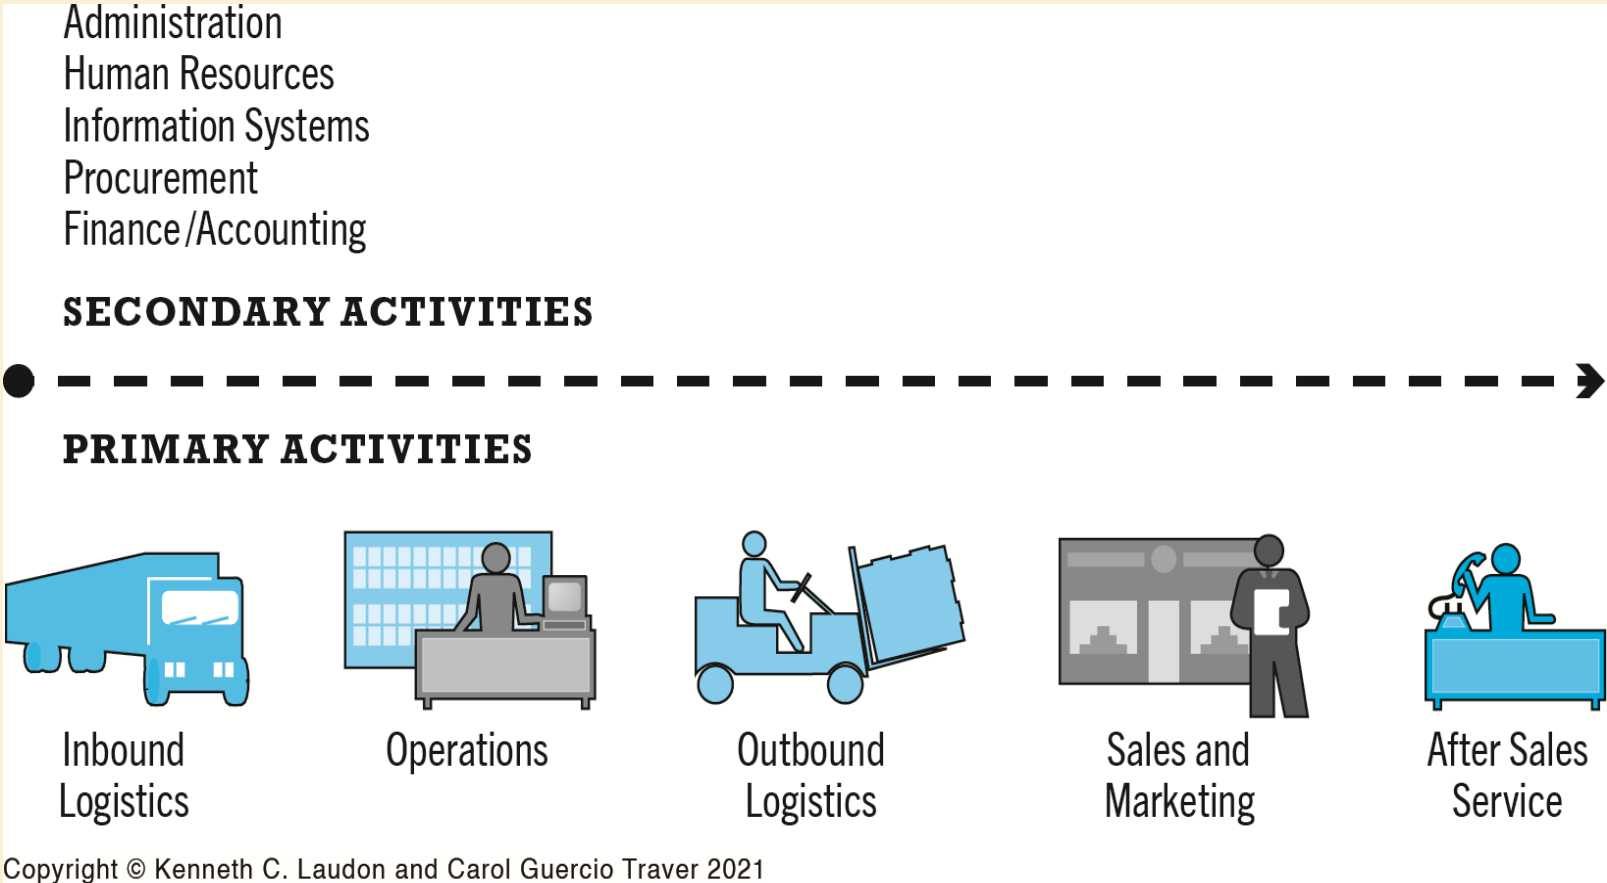 Administration
Human Resources
Information Systems
Procurement
Finance/Accounting
SECONDARY ACTIVITIES
PRIMARY ACTIVITIES
Inbound
Logistics
Operations
Outbound
Logistics
Sales and
Marketing
After Sales
Service
Copyright © Kenneth C. Laudon and Carol Guercio Traver 2021